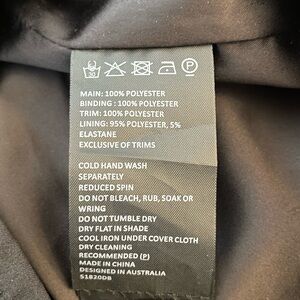 30 P
MAIN: 100% POLYESTER
BINDING : 100% POLYESTER
TRIM: 100% POLYESTER
LINING: 95% POLYESTER, 5%
ELASTANE
EXCLUSIVE OF TRIMS
COLD HAND WASH
SEPARATELY
REDUCED SPIN
DO NOT BLEACH, RUB, SOAK OR
WRING
DO NOT TUMBLE DRY
DRY FLAT IN SHADE
COOL IRON UNDER COVER CLOTH
DRY CLEANING
RECOMMENDED (P)
MADE IN CHINA
DESIGNED IN AUSTRALIA
51820DB